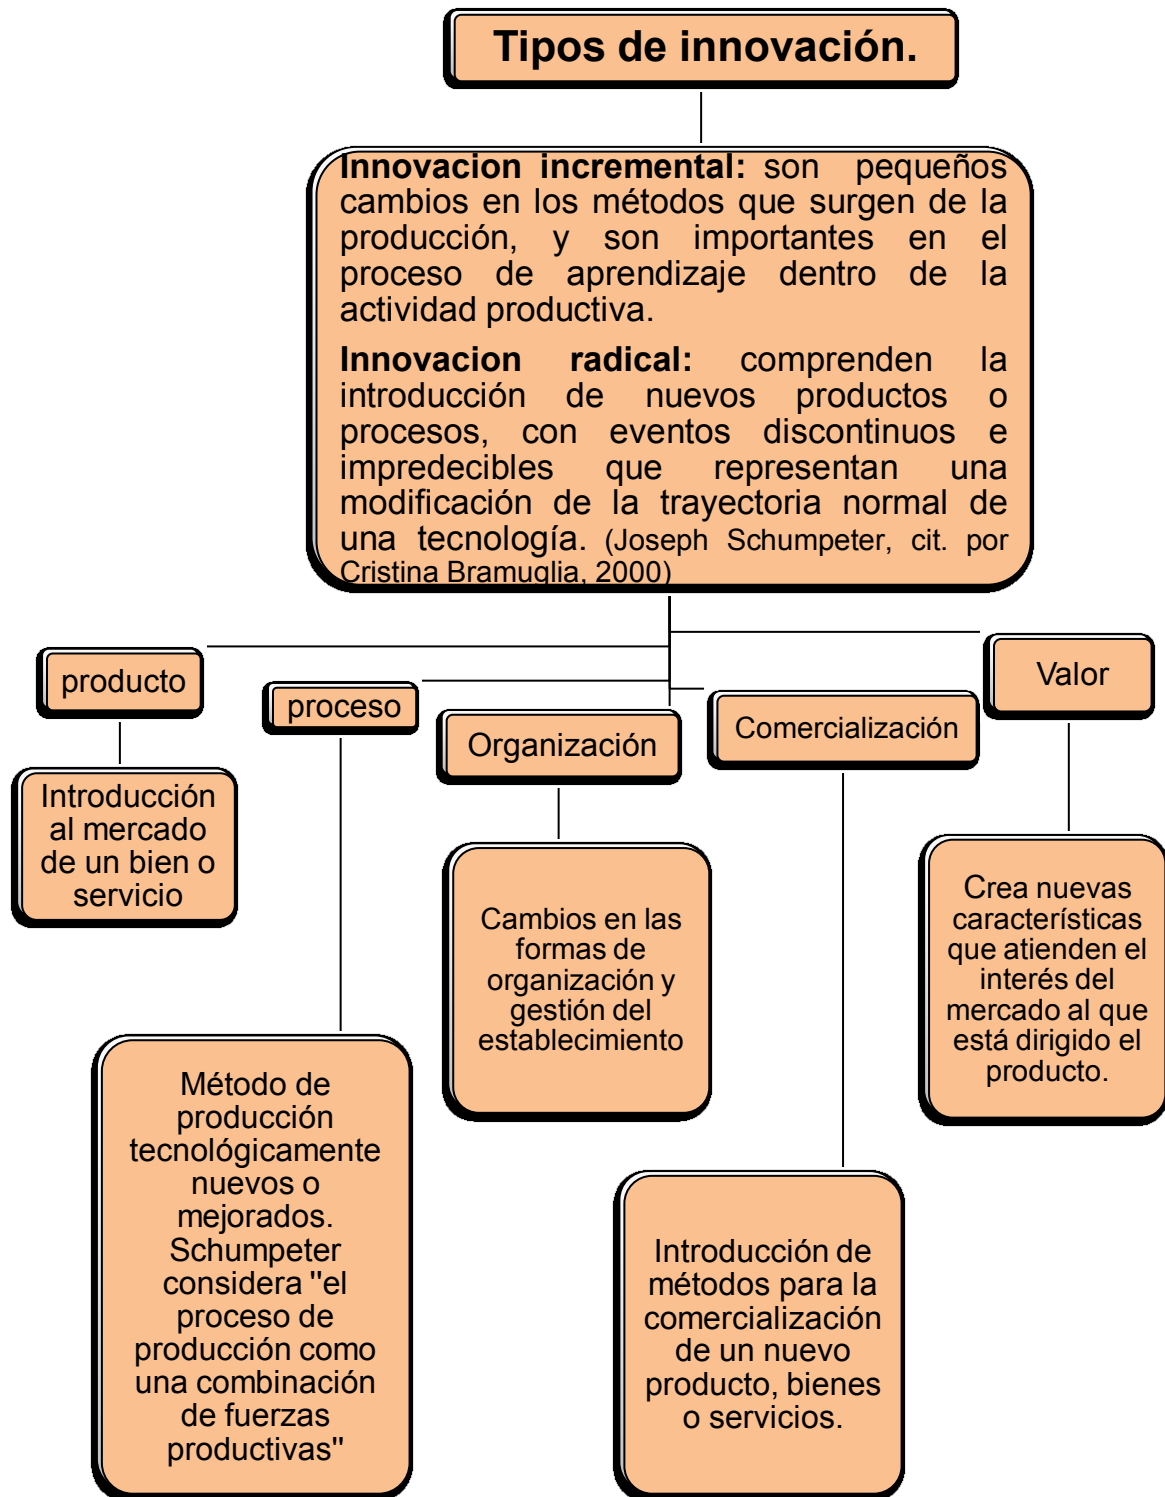 Tipos de innovación.
Innovacion incremental: son pequeños
cambios en los métodos que surgen de la
producción, y son importantes en el
proceso de aprendizaje dentro de la
actividad productiva.
Innovacion radical: comprenden la
introducción de nuevos productos o
procesos, con eventos discontinuos e
impredecibles que representan una
modificación de la trayectoria normal de
una tecnología. (Joseph Schumpeter, cit. por
Cristina Bramuglia, 2000)
producto
Introducción
al mercado
de un bien o
servicio
proceso
Método de
producción
tecnológicamente
nuevos o
mejorados.
Schumpeter
considera "el
proceso de
producción como
una combinación
de fuerzas
productivas"
Organización
Cambios en las
formas de
organización y
gestión del
establecimiento
Comercialización
Introducción de
métodos para la
comercialización
de un nuevo
producto, bienes
o servicios.
Valor
Crea nuevas
característícas
que atienden el
interés del
mercado al que
está dirigido el
producto.